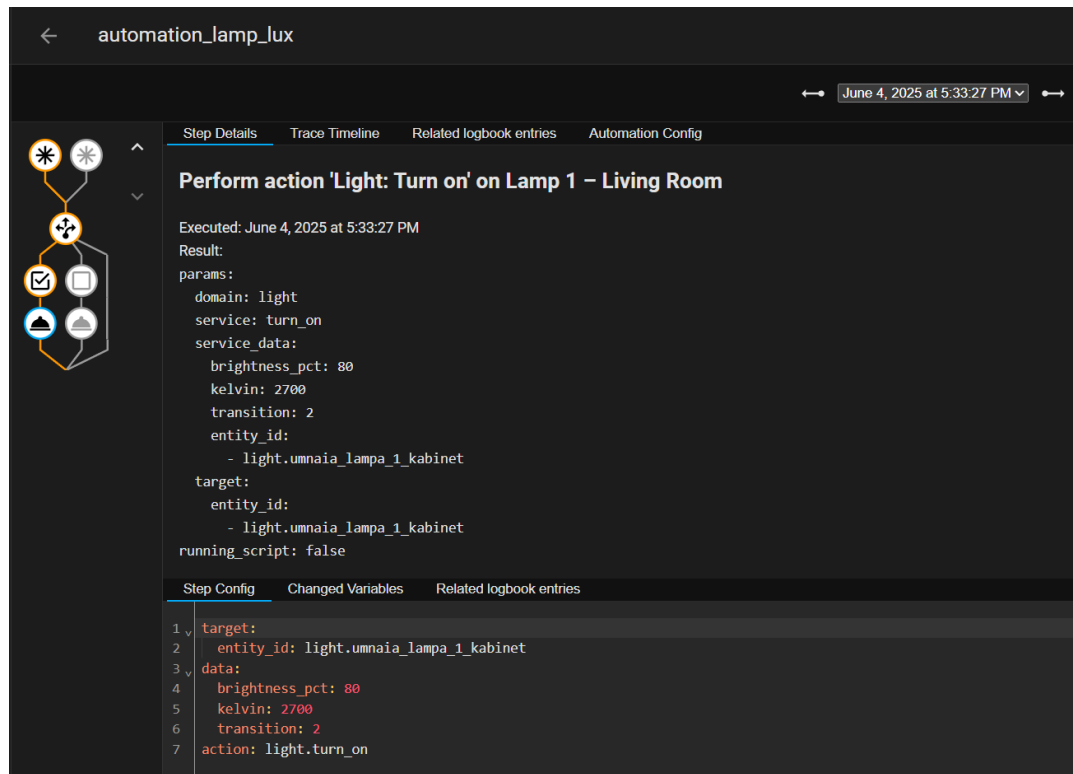 automation_lamp_lux
June 4, 2025 at 5:33:27 PM
Step Details Trace Timeline Related logbook entries Automation Config
Perform action 'Light: Turn on' on Lamp 1 – Living Room
Executed: June 4, 2025 at 5:33:27 PM
Result:
params:
  domain: light
  service: turn_on
  service_data:
    brightness_pct: 80
    kelvin: 2700
    transition: 2
    entity_id:
      - light.umnaia_lampa_1_kabinet
  target:
    entity_id:
      - light.umnaia_lampa_1_kabinet
running_script: false
Step Config Changed Variables Related logbook entries
1 target:
2   entity_id: light.umnaia_lampa_1_kabinet
3 data:
4   brightness_pct: 80
5   kelvin: 2700
6   transition: 2
7 action: light.turn_on